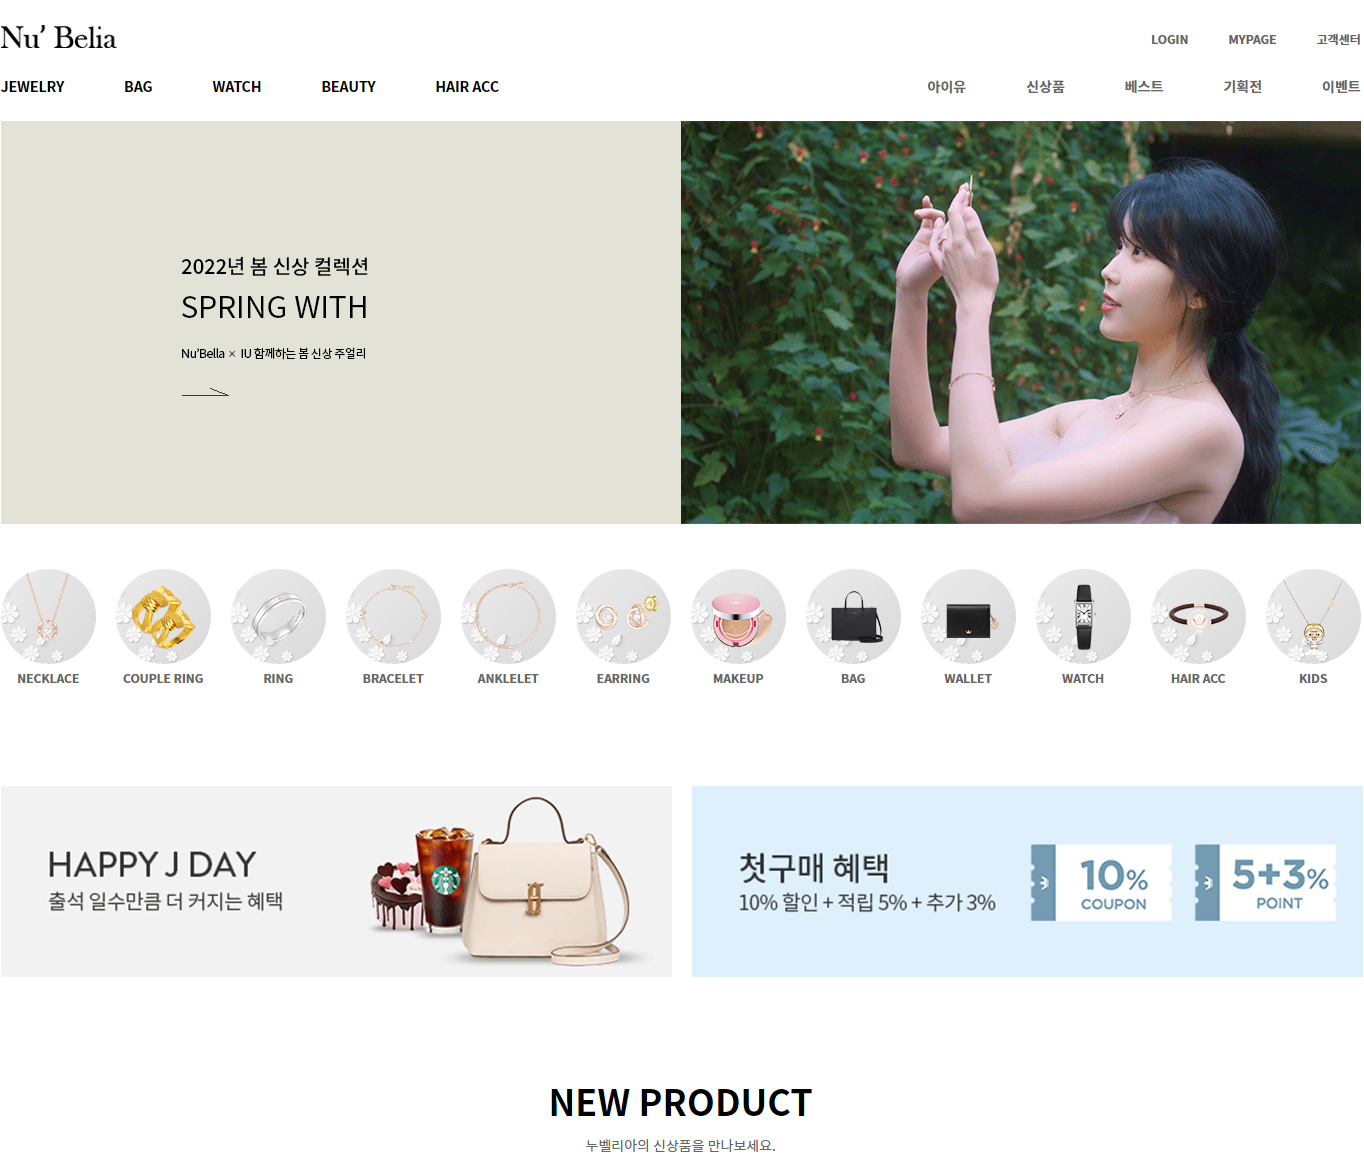 Nu' Belia
LOGIN MYPAGE 고객센터
JEWELRY BAG WATCH BEAUTY HAIR ACC
아이유 신상품 베스트 기획전 이벤트
2022년 봄 신상 컬렉션
SPRING WITH
Nu'Bella × IU 함께하는 봄 신상 주얼리
NECKLACE COUPLE RING RING BRACELET ANKLELET EARRING MAKEUP BAG WALLET WATCH HAIR ACC KIDS
HAPPY J DAY
출석 일수만큼 더 커지는 혜택
첫구매 혜택
10% 할인 + 적립 5% + 추가 3%
10%
COUPON
5+3%
POINT
NEW PRODUCT
누벨리아의 신상품을 만나보세요.